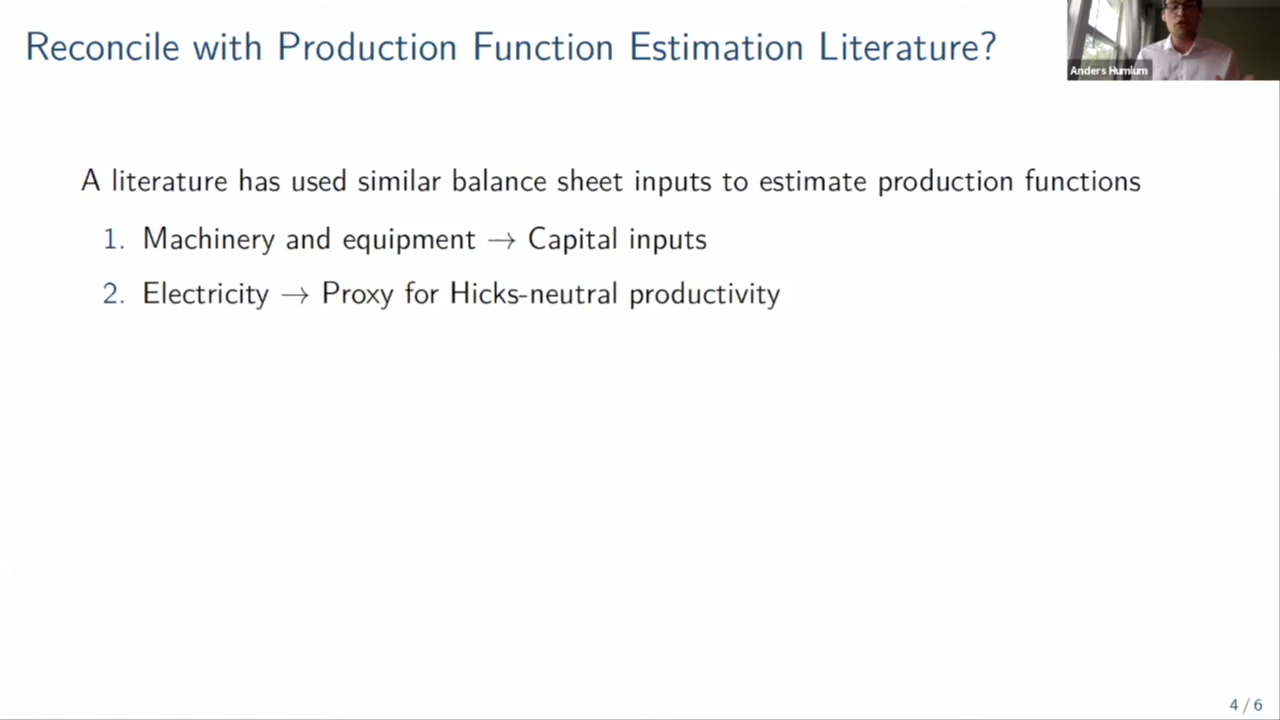 Reconcile with Production Function Estimation Literature?
Anders Humlum
A literature has used similar balance sheet inputs to estimate production functions
1. Machinery and equipment → Capital inputs
2. Electricity → Proxy for Hicks-neutral productivity
4 / 6